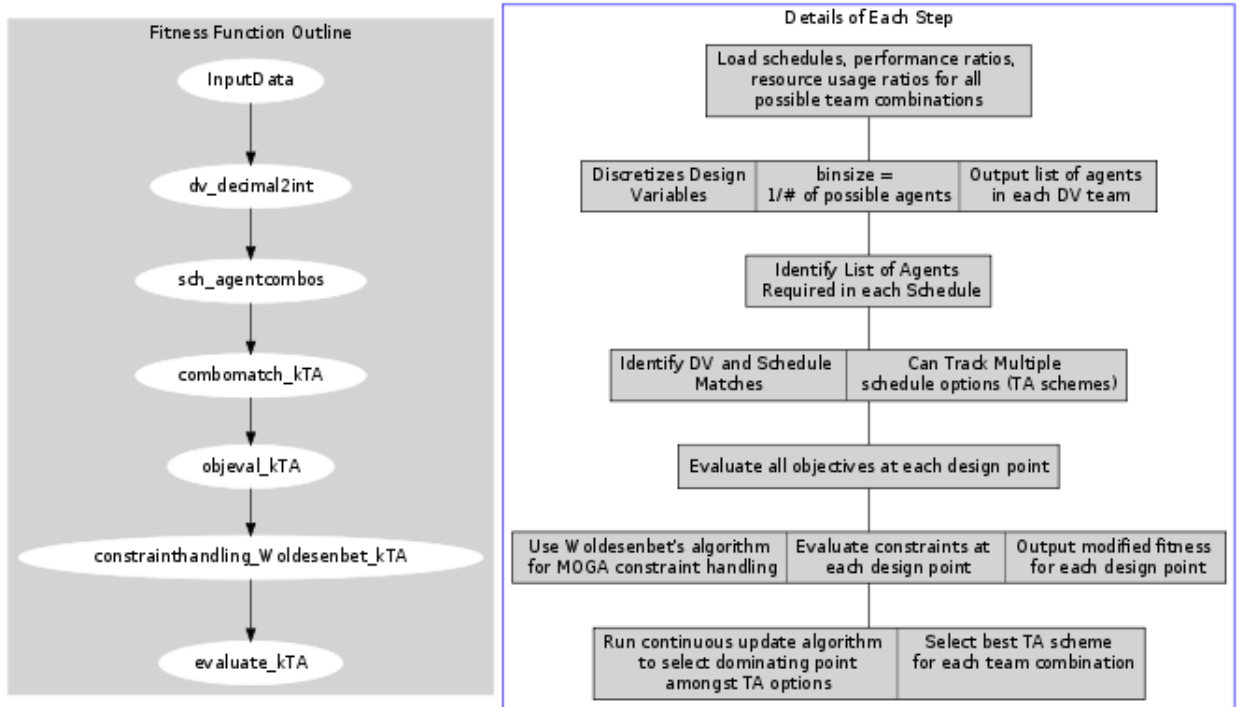 Fitness Function Outline
InputData
dv_decimal2int
sch_agentcombos
combomatch_kTA
objeval_kTA
constrainthandling_Woldesenbet_kTA
evaluate_kTA
Details of Each Step
Load schedules, performance ratios,
resource usage ratios for all
possible team combinations
Discretizes Design
Variables
binsize =
1/# of possible agents
Output list of agents
in each DV team
Identify List of Agents
Required in each Schedule
Identify DV and Schedule
Matches
Can Track Multiple
schedule options (TA schemes)
Evaluate all objectives at each design point
Use Woldesenbet's algorithm
for MOGA constraint handling
Evaluate constraints at
each design point
Output modified fitness
for each design point
Run continuous update algorithm
to select dominating point
amongst TA options
Select best TA scheme
for each team combination